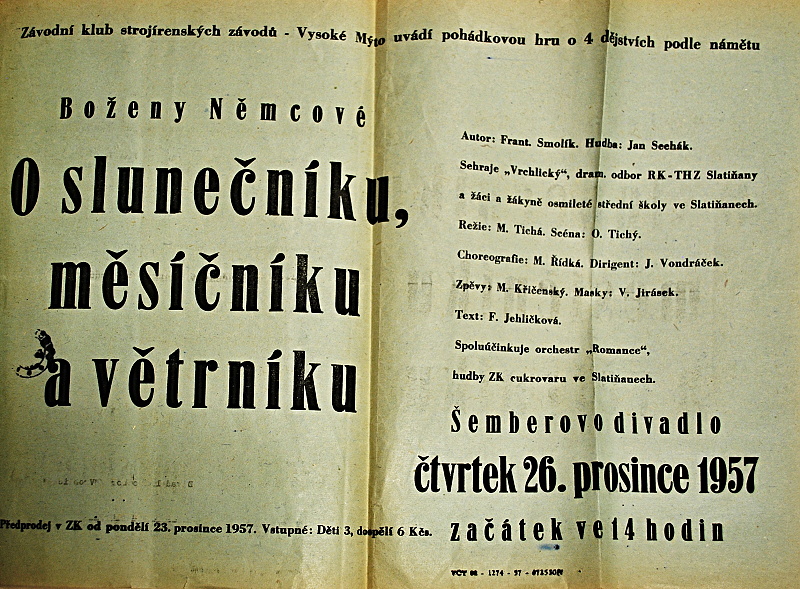 Závodní klub strojírenských závodů - Vysoké Mýto uvádí pohádkovou hru o 4 dějstvích podle námětu
Boženy Němcové
O slunečníku,
měsíčníku
a větrníku
Předprodej v ZK od pondělí 23. prosince 1957. Vstupné: Děti 3, dospělí 6 Kčs.
Autor: Frant. Smolík. Hudba: Jan Seehák.
Sehraje „Vrchlický“, dram. odbor RK-THZ Slatiňany
a žáci a žákyně osmileté střední školy ve Slatiňanech.
Režie: M. Tichá. Scéna: O. Tichý.
Choreografie: M. Řídká. Dirigent: J. Vondráček.
Zpěvy: M. Křičenský. Masky: V. Jirásek.
Text: F. Jehličková.
Spoluúčinkuje orchestr „Romance“,
hudby ZK cukrovaru ve Slatiňanech.
Šemberovo divadlo
čtvrtek 26. prosince 1957
začátek ve 14 hodin
VCT - 1274 - 57 -